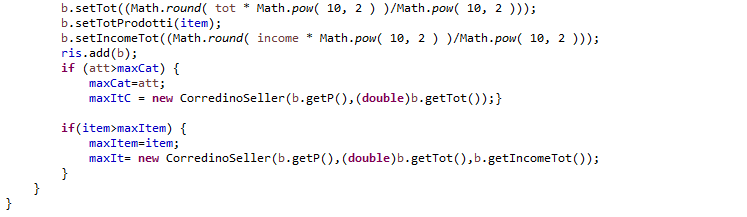 b.setTot((Math.round( tot * Math.pow( 10, 2 ) )/Math.pow( 10, 2 )));
b.setTotProdotti(item);
b.setIncomeTot((Math.round( income * Math.pow( 10, 2 ) )/Math.pow( 10, 2 )));
ris.add(b);
if (att>maxCat) {
maxCat=att;
maxItC = new CorredinoSeller(b.getP(),(double)b.getTot());}
if(item>maxItem) {
maxItem=item;
maxIt= new CorredinoSeller(b.getP(),(double)b.getTot(),b.getIncomeTot());
}
}
}